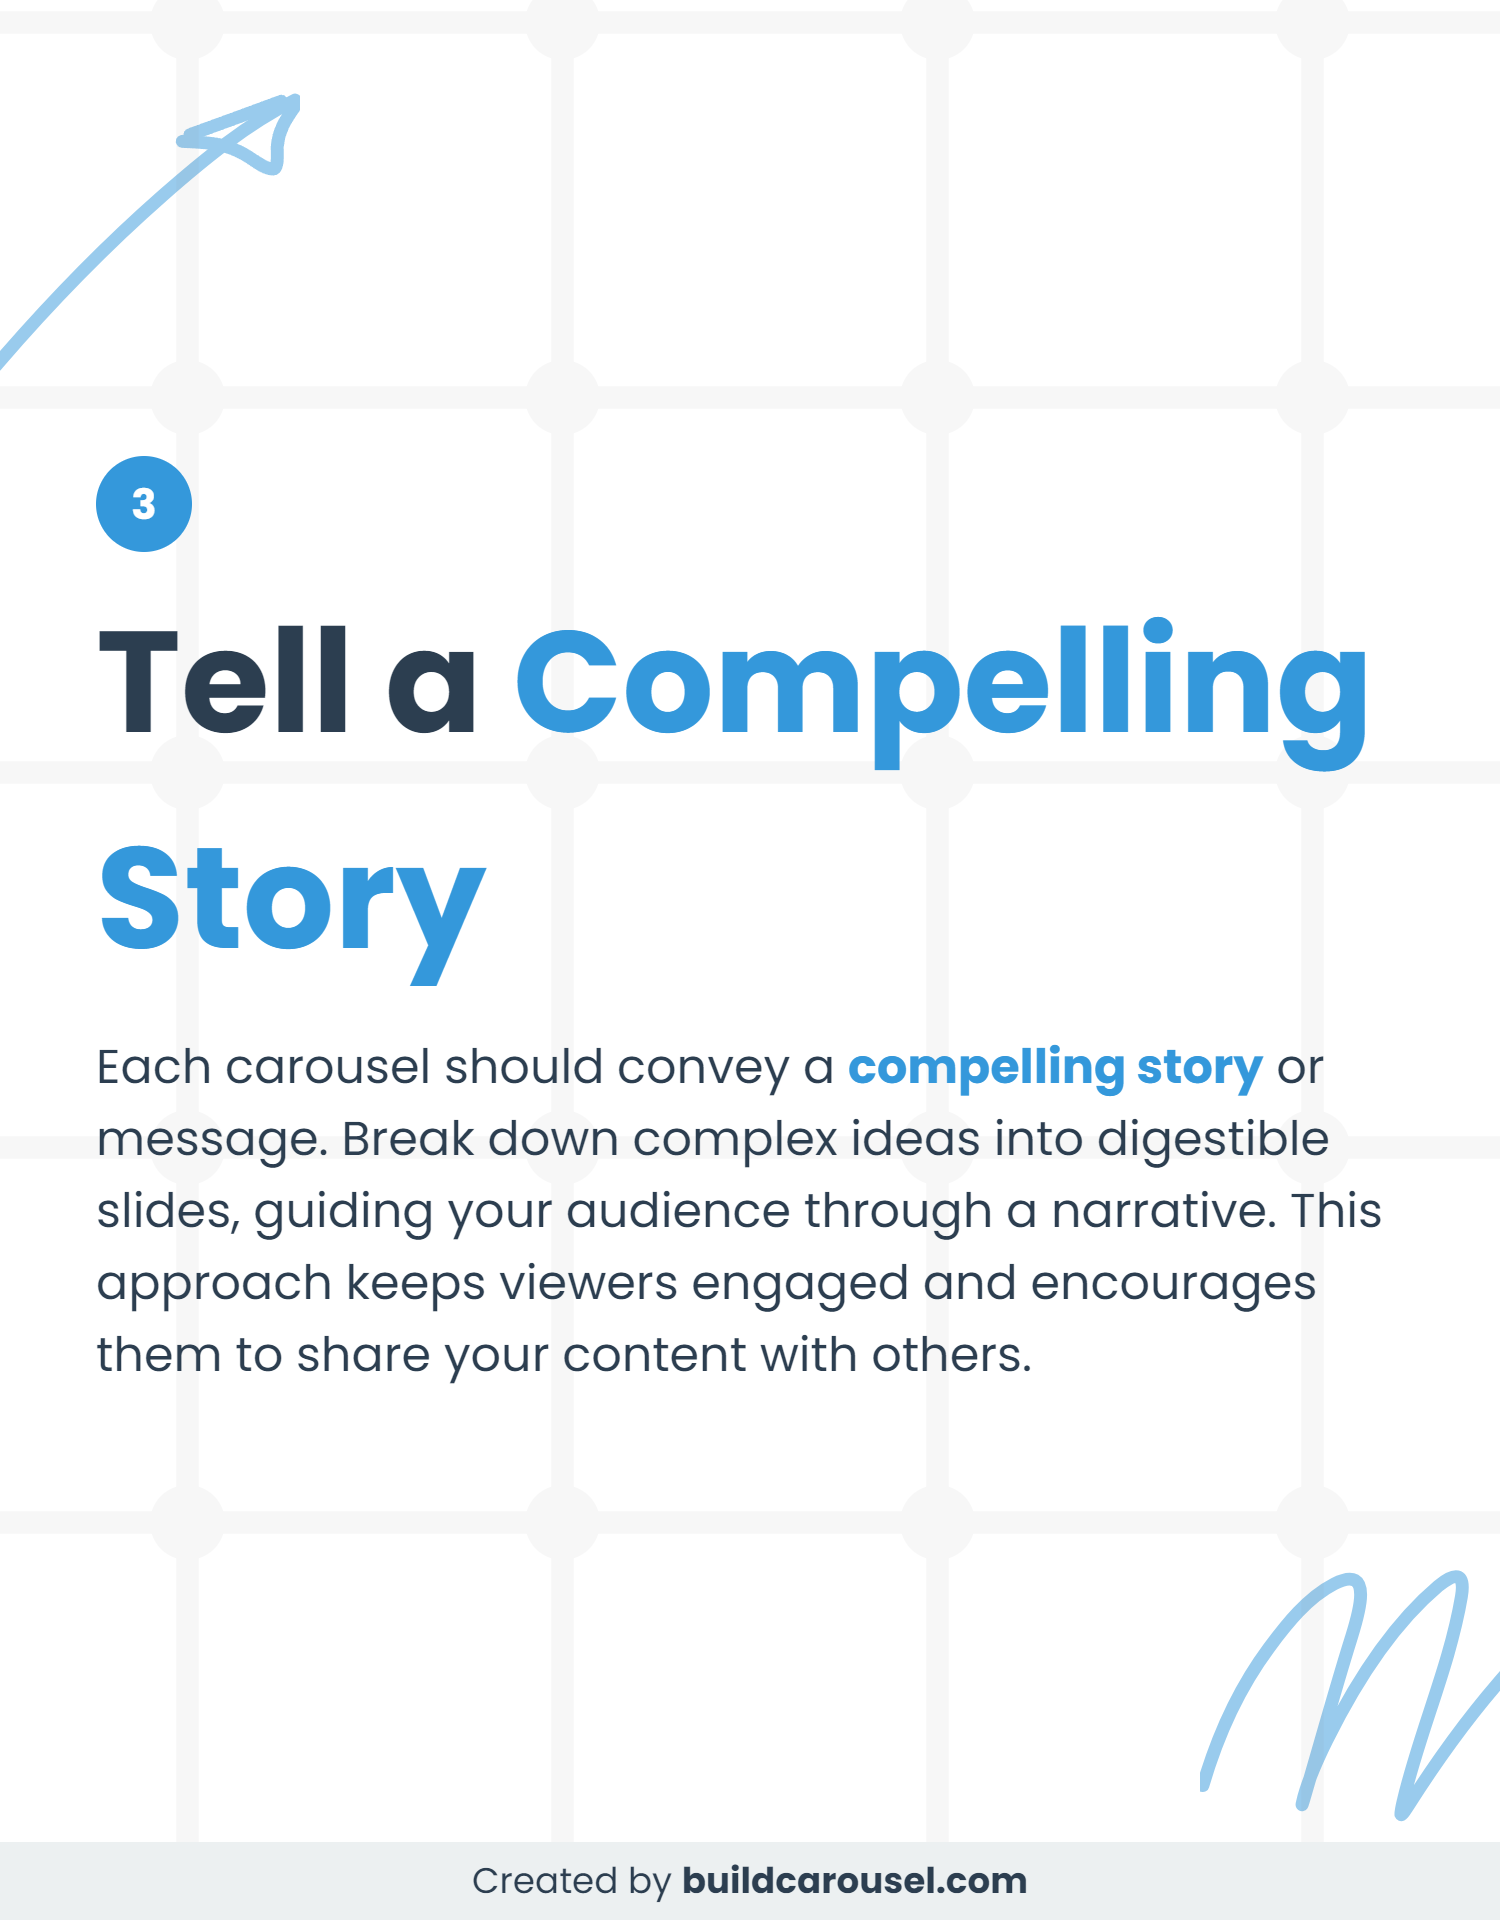 3
Tell a Compelling
Story
Each carousel should convey a compelling story or
message. Break down complex ideas into digestible
slides, guiding your audience through a narrative. This
approach keeps viewers engaged and encourages
them to share your content with others.
Created by buildcarousel.com